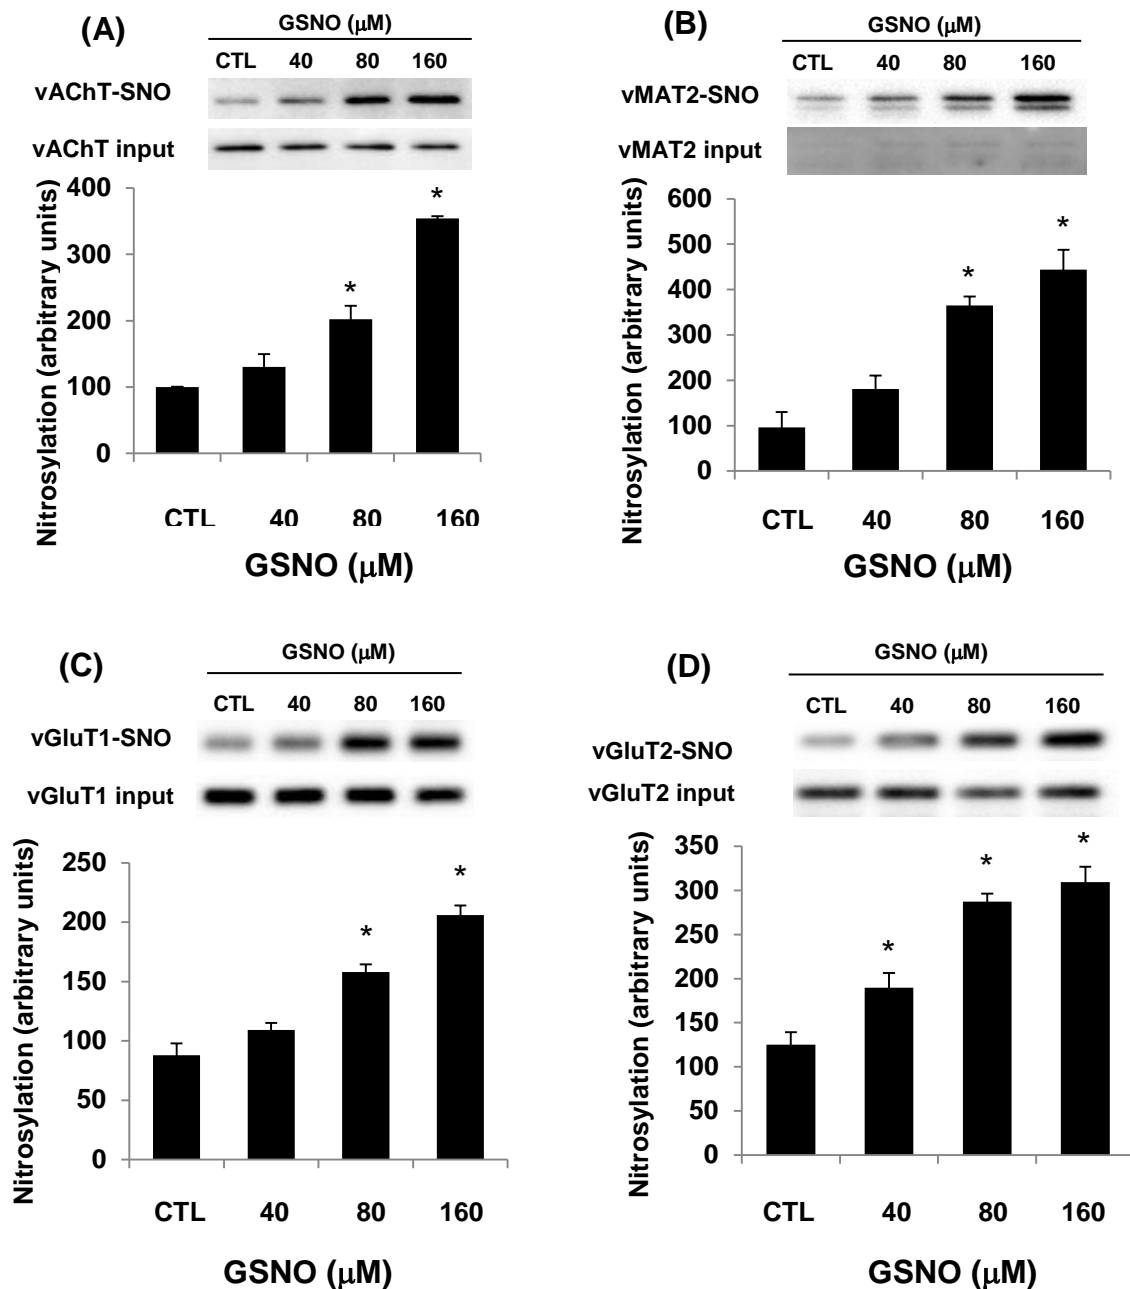 (A)
GSNO (μM)
CTL 40 80 160
vAChT-SNO
vAChT input
Nitrosylation (arbitrary units)
400
300
200
100
0
*
*
CTL 40 80 160
GSNO (μM)
(B)
GSNO (μM)
CTL 40 80 160
vMAT2-SNO
vMAT2 input
Nitrosylation (arbitrary units)
600
500
400
300
200
100
0
*
*
CTL 40 80 160
GSNO (μM)
(C)
GSNO (μM)
CTL 40 80 160
vGluT1-SNO
vGluT1 input
Nitrosylation (arbitrary units)
250
200
150
100
50
0
*
*
CTL 40 80 160
GSNO (μM)
(D)
GSNO (μM)
CTL 40 80 160
vGluT2-SNO
vGluT2 input
Nitrosylation (arbitrary units)
350
300
250
200
150
100
50
0
*
*
*
CTL 40 80 160
GSNO (μM)